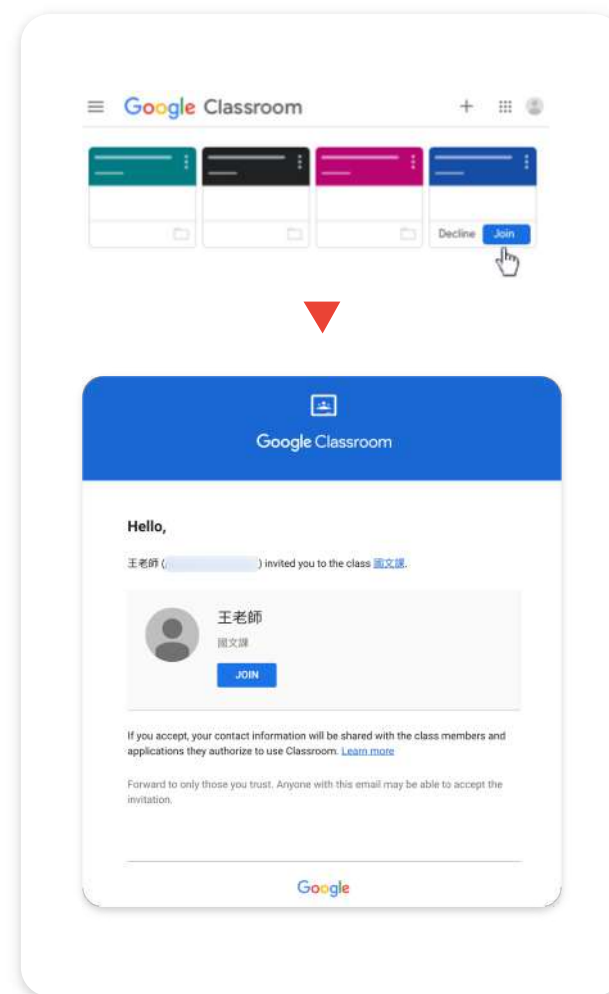 Google Classroom
Decline Join
Google Classroom
Hello,
王老師 ( ) invited you to the class 國文課.
王老師
國文課
JOIN
If you accept, your contact information will be shared with the class members and
applications they authorize to use Classroom. Learn more
Forward to only those you trust. Anyone with this email may be able to accept the
invitation.
Google